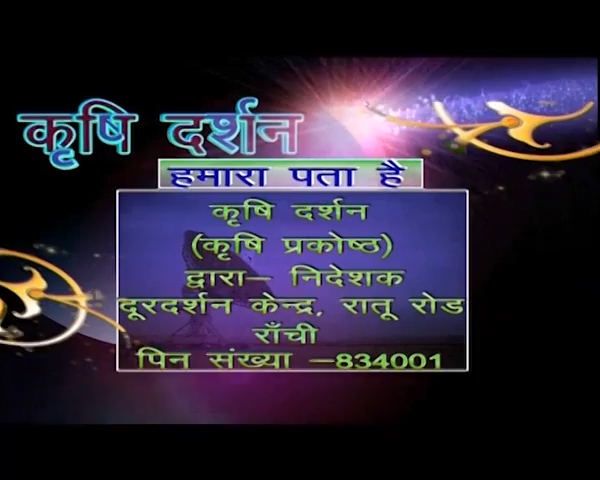 कृषि दर्शन
हमारा पता है
कृषि दर्शन
(कृषि प्रकोष्ठ)
द्वारा– निदेशक
दूरदर्शन केन्द्र, रातू रोड
राँची
पिन संख्या –834001